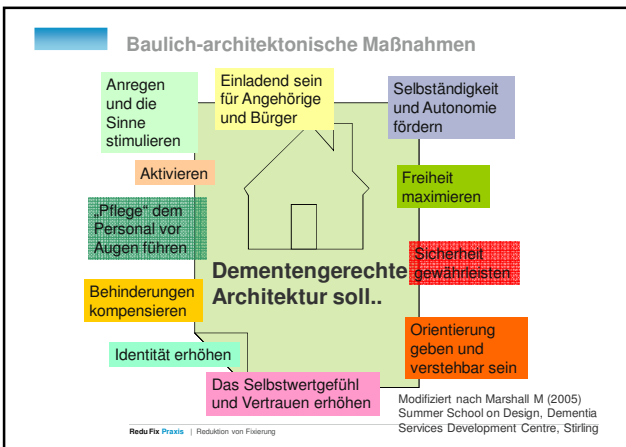 Baulich-architektonische Maßnahmen
Anregen
und die
Sinne
stimulieren
Einladend sein
für Angehörige
und Bürger
Selbständigkeit
und Autonomie
fördern
Aktivieren
Freiheit
maximieren
„Pflege“ dem
Personal vor
Augen führen
Sicherheit
gewährleisten
Dementengerechte
Architektur soll..
Behinderungen
kompensieren
Orientierung
geben und
verstehbar sein
Identität erhöhen
Das Selbstwertgefühl
und Vertrauen erhöhen
Modifiziert nach Marshall M (2005)
Summer School on Design, Dementia
Services Development Centre, Stirling
ReduFix Praxis | Reduktion von Fixierung